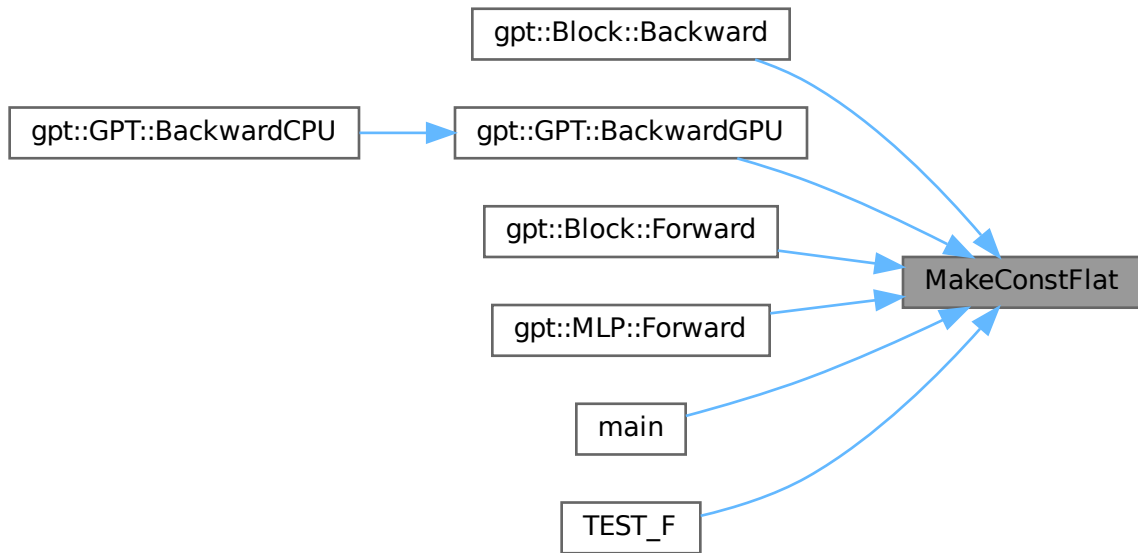 gpt::Block::Backward
gpt::GPT::BackwardCPU
gpt::GPT::BackwardGPU
gpt::Block::Forward
MakeConstFlat
gpt::MLP::Forward
main
TEST_F